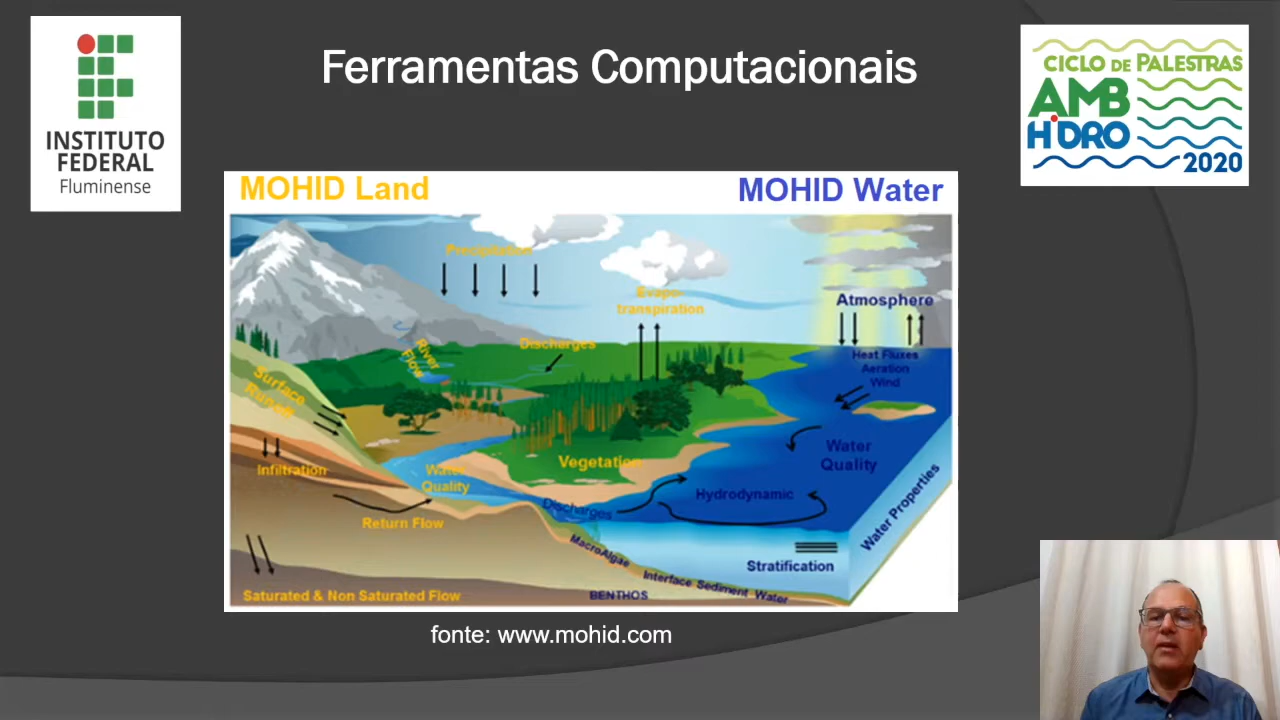 INSTITUTO
FEDERAL
Fluminense
Ferramentas Computacionais
CICLO DE PALESTRAS
AMB
HIDRO
2020
MOHID Land
MOHID Water
Precipitation
Evapo-
transpiration
Atmosphere
Discharges
River
Flow
Heat Fluxes
Aeration
Wind
Surface
Runoff
Infiltration
Water
Quality
Vegetation
Water
Quality
Hydrodynamic
Discharges
Return Flow
Water Properties
MacroAlgae
Stratification
Interface Sediment Water
BENTHOS
Saturated & Non Saturated Flow
fonte: www.mohid.com